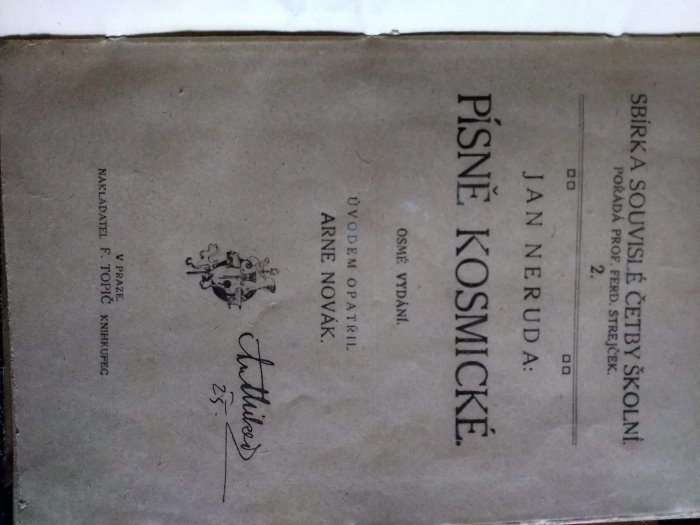 SBÍRKA SOUVISLÉ ČETBY ŠKOLNÍ.
POŘÁDÁ PROF. FERD. STREJČEK.
2.
JAN NERUDA:
PÍSNĚ KOSMICKÉ.
OSMÉ VYDÁNÍ.
ÚVODEM OPATŘIL
ARNE NOVÁK.
25.
V PRAZE.
NAKLADATEL F. TOPIČ KNIHKUPEC